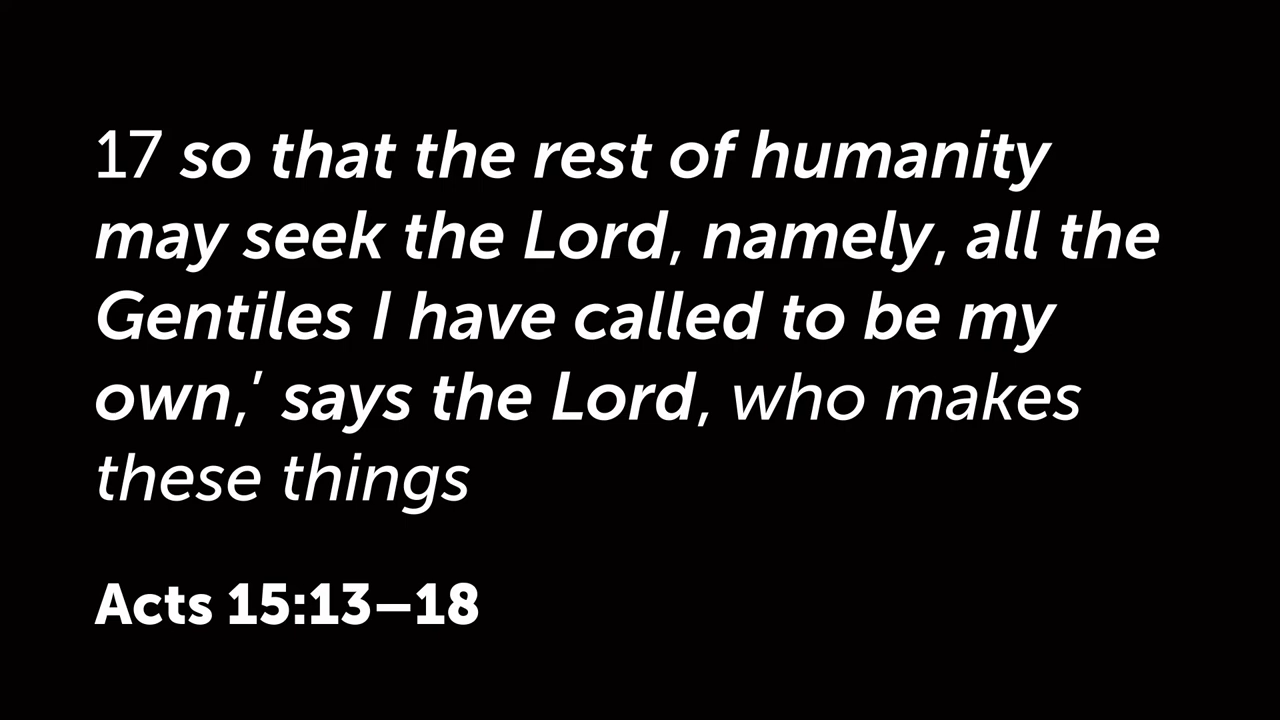 17 so that the rest of humanity
may seek the Lord, namely, all the
Gentiles I have called to be my
own,’ says the Lord, who makes
these things
Acts 15:13–18